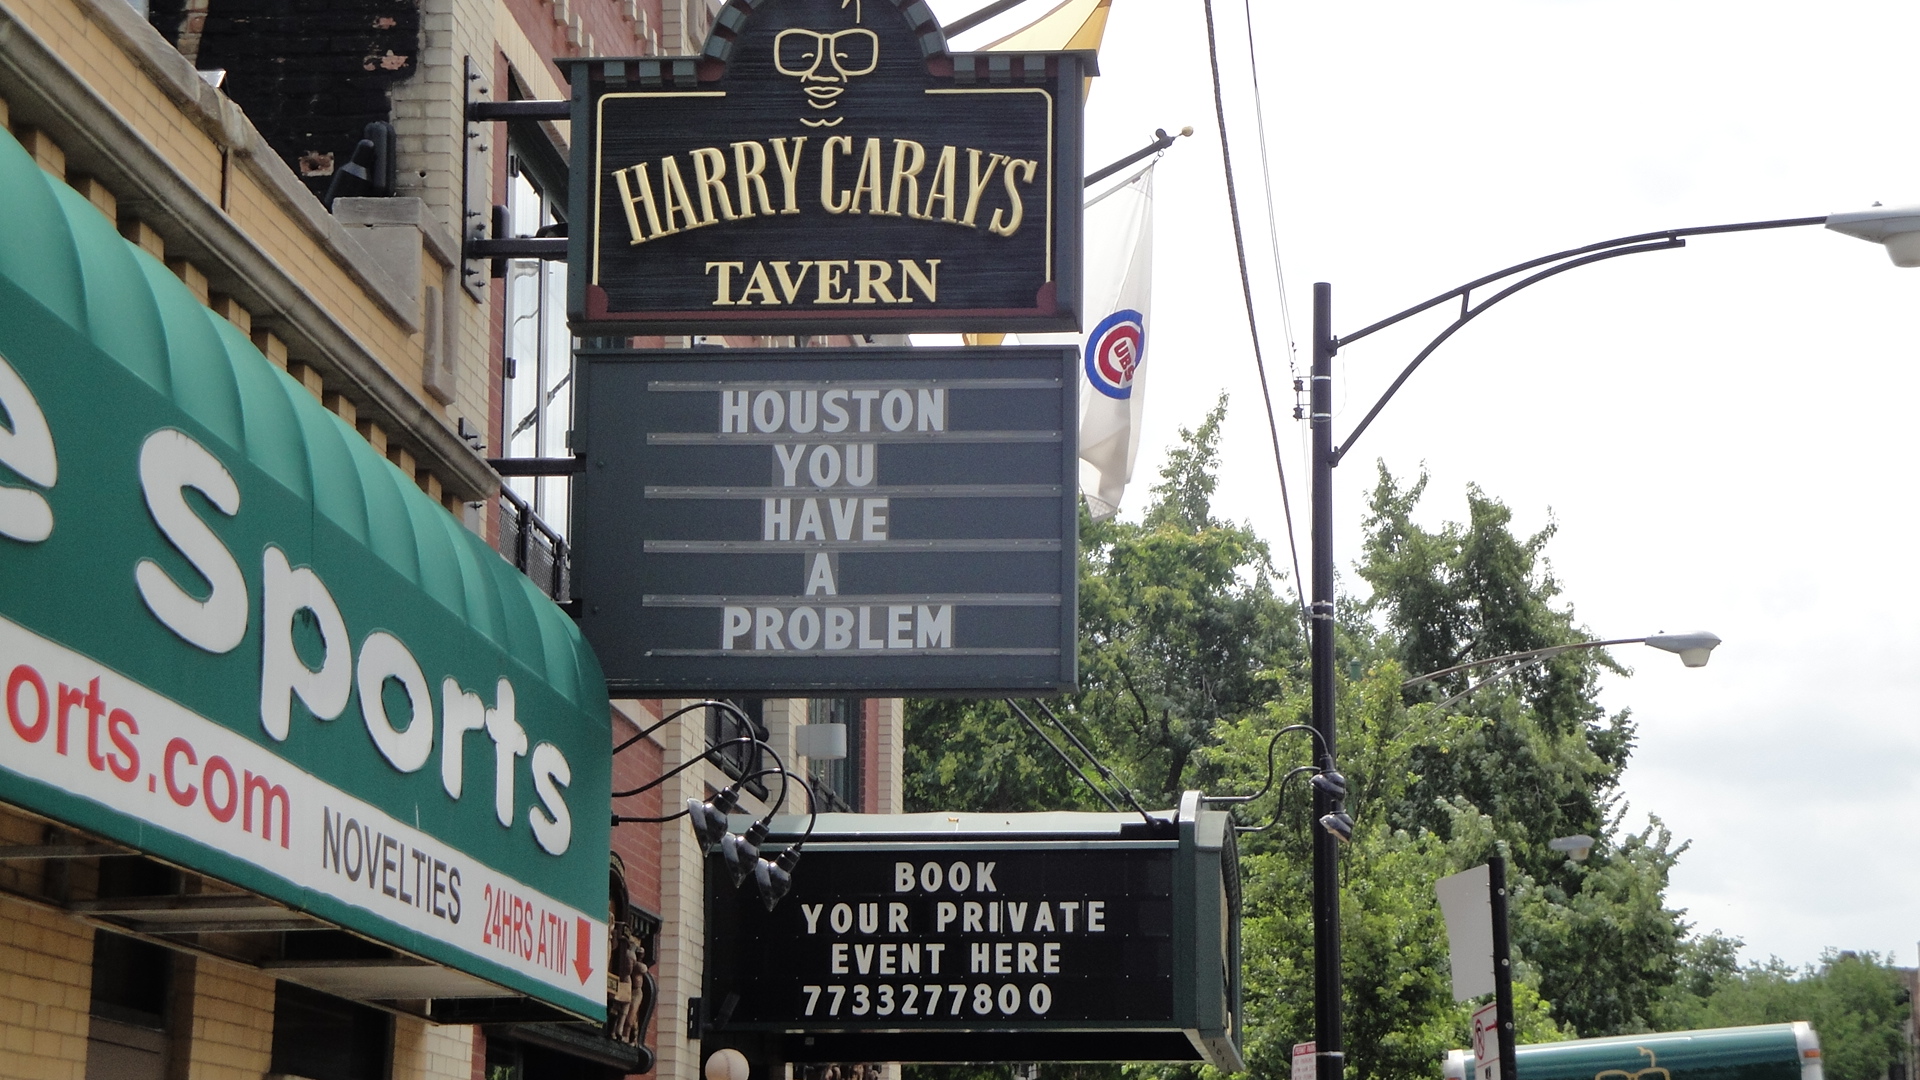 HARRY CARAY'S
TAVERN
HOUSTON
YOU
HAVE
A
PROBLEM
CUBS
e Sports
orts.com NOVELTIES 24HRS ATM
BOOK
YOUR PRIVATE
EVENT HERE
7733277800